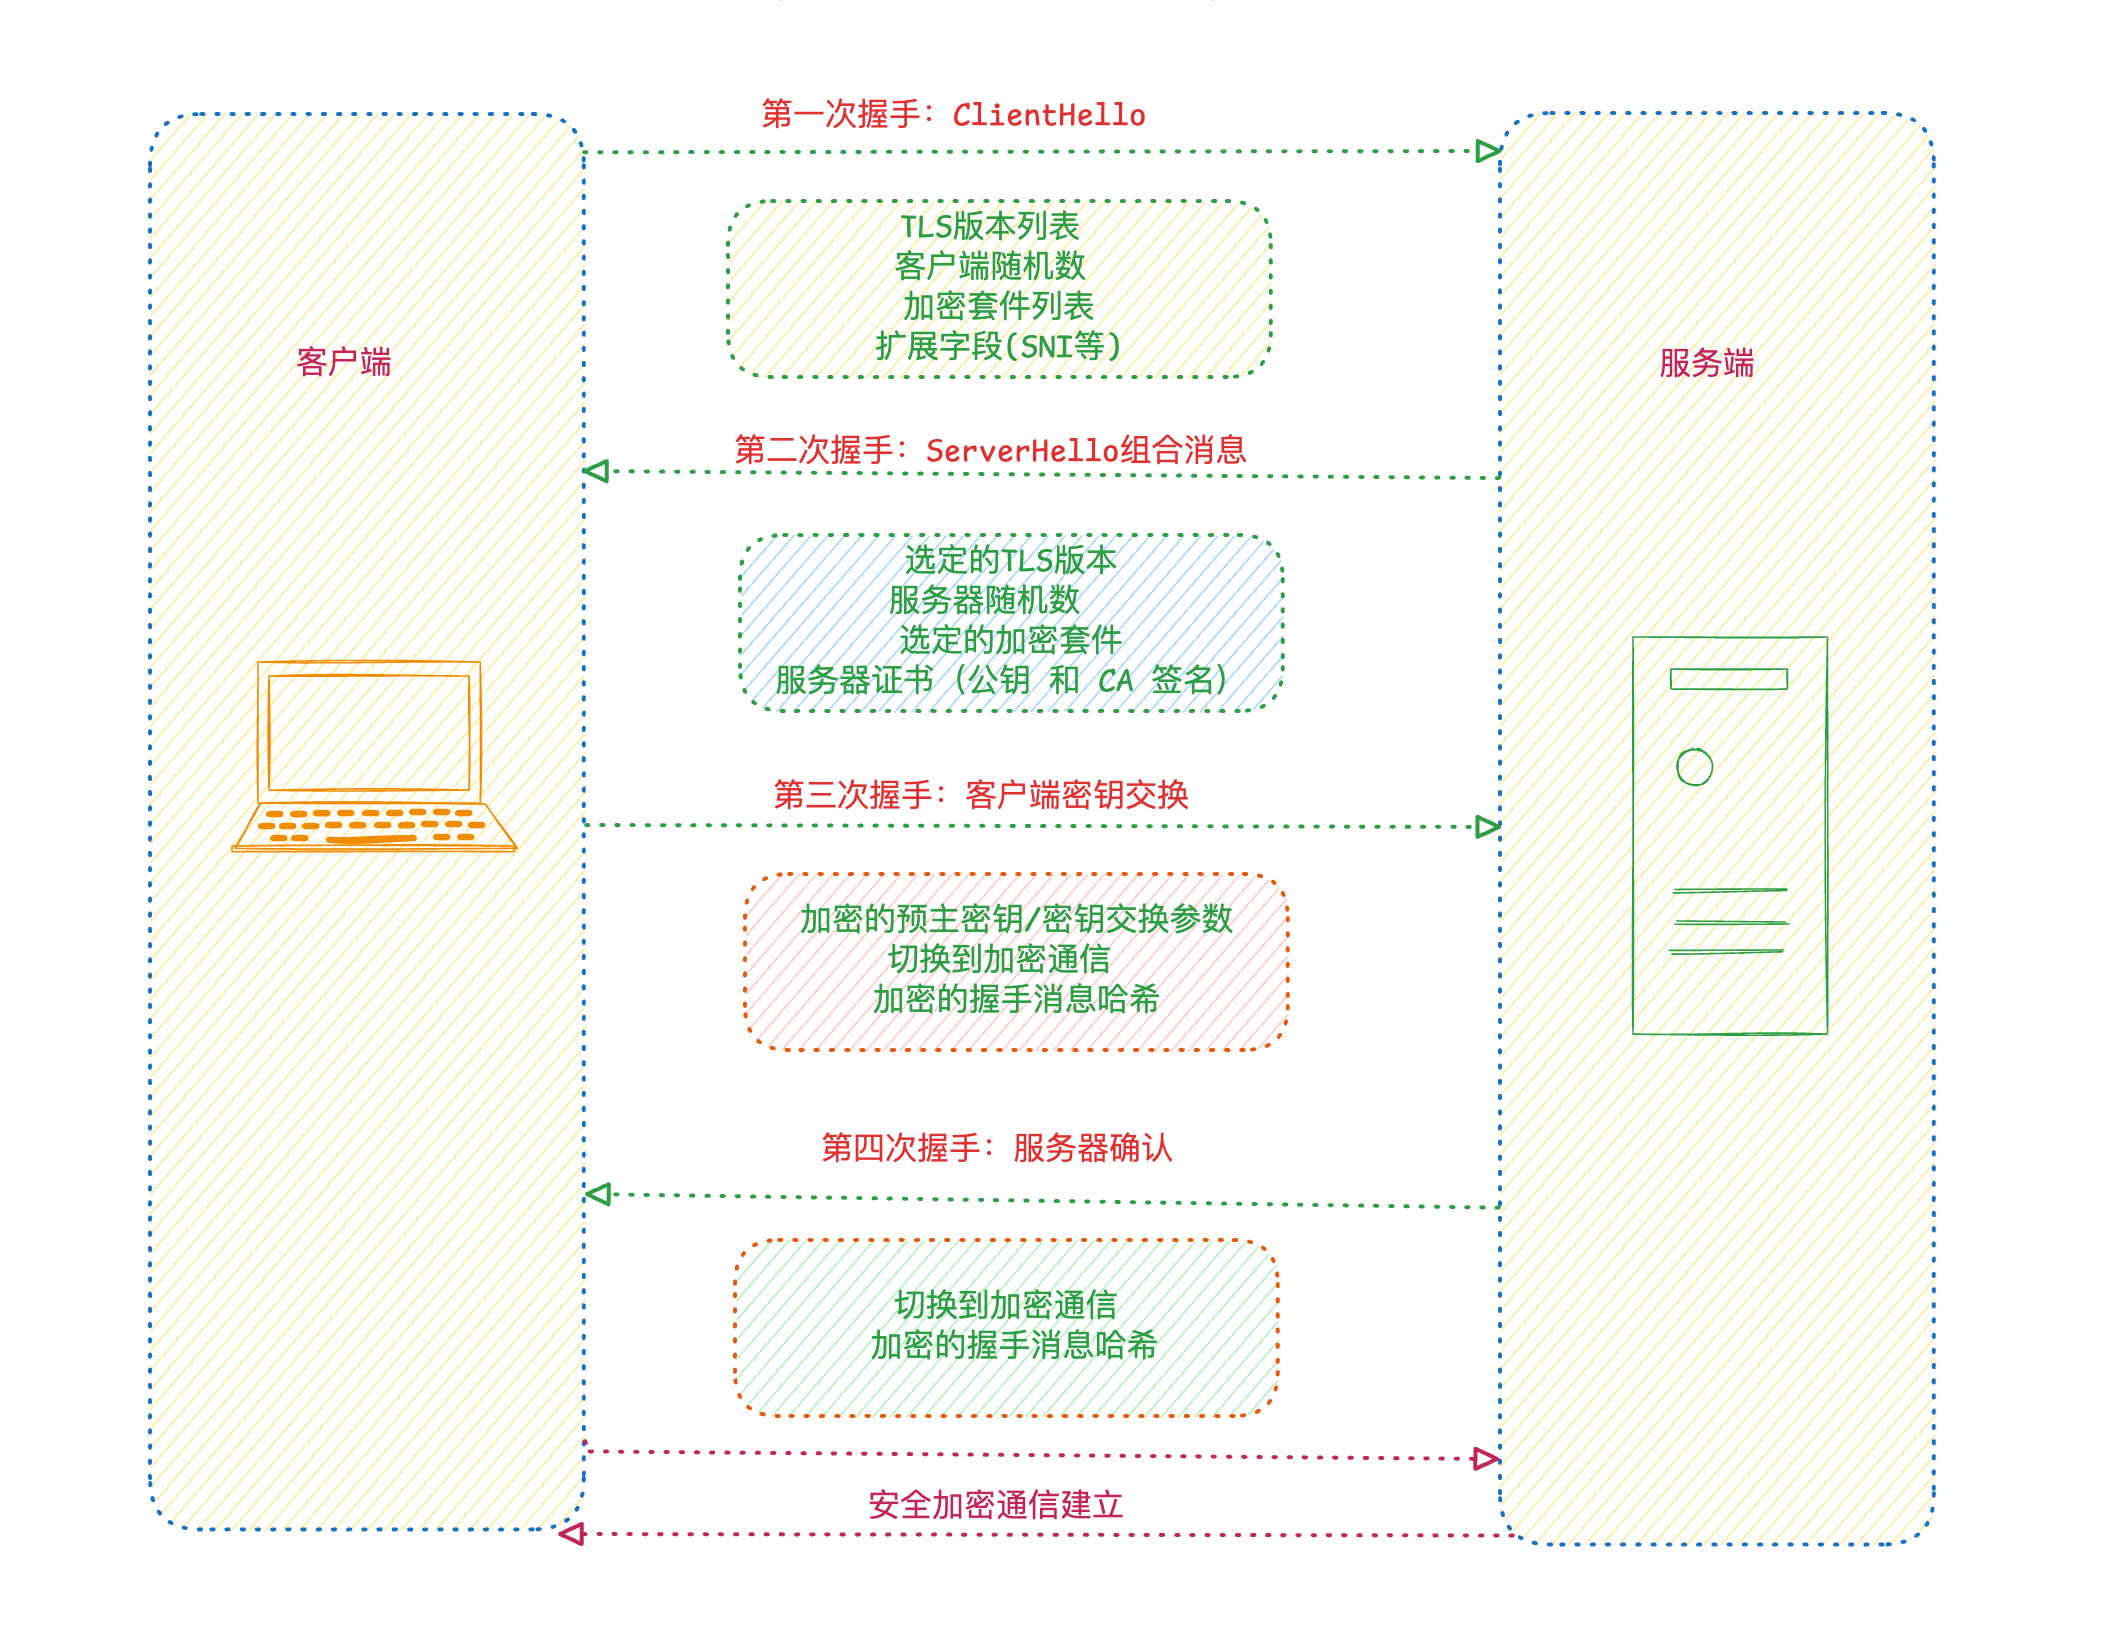 第一次握手：ClientHello
TLS版本列表
客户端随机数
加密套件列表
扩展字段(SNI等)
客户端
服务端
第二次握手：ServerHello组合消息
选定的TLS版本
服务器随机数
选定的加密套件
服务器证书（公钥 和 CA 签名）
第三次握手：客户端密钥交换
加密的预主密钥/密钥交换参数
切换到加密通信
加密的握手消息哈希
第四次握手：服务器确认
切换到加密通信
加密的握手消息哈希
安全加密通信建立